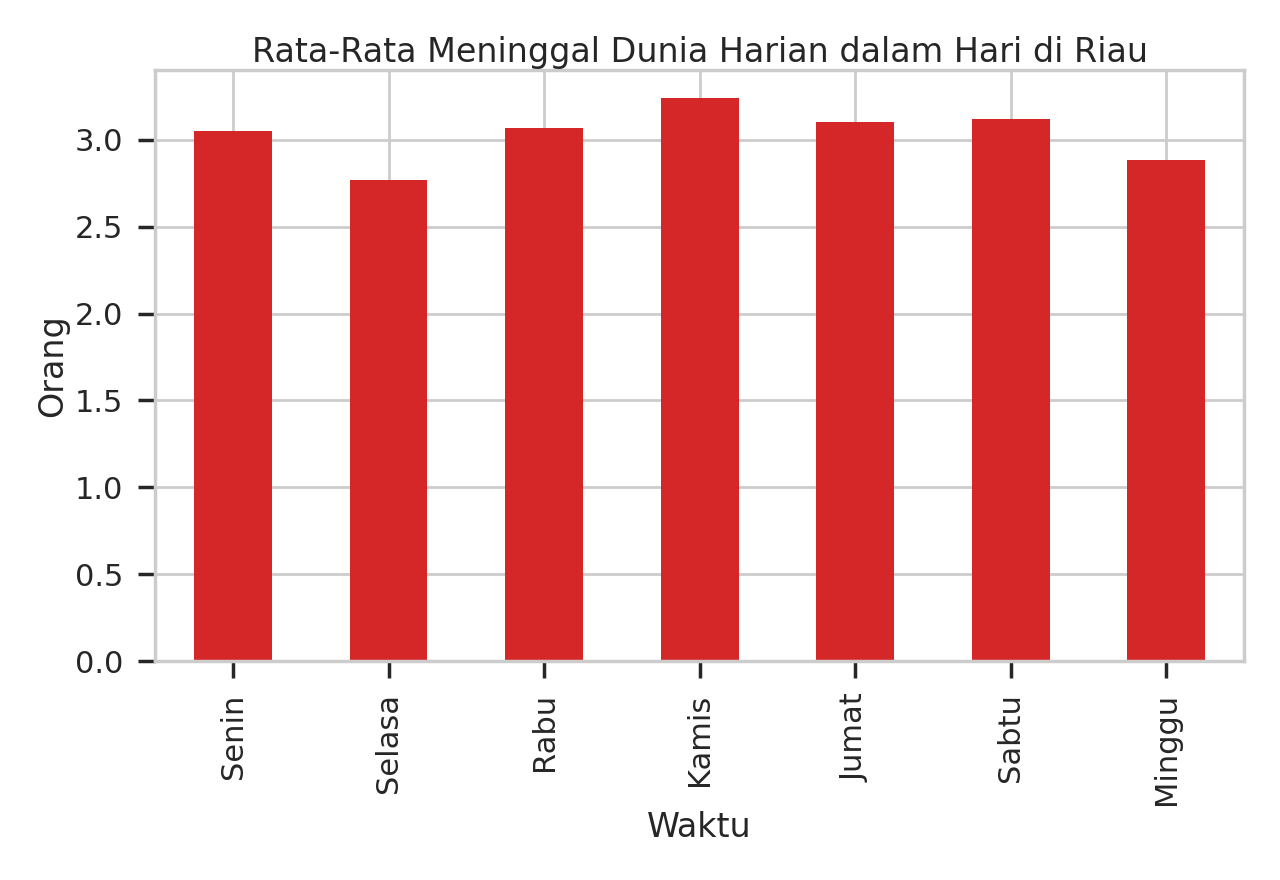 Rata-Rata Meninggal Dunia Harian dalam Hari di Riau
Orang
3.0
2.5
2.0
1.5
1.0
0.5
0.0
Senin
Selasa
Rabu
Kamis
Jumat
Sabtu
Minggu
Waktu